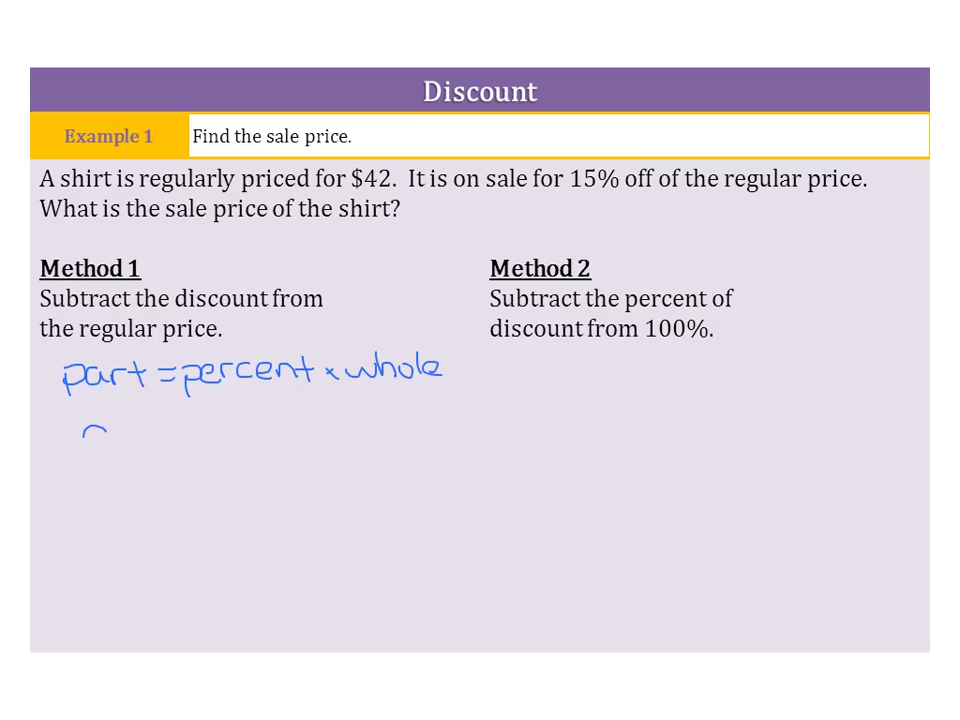 Discount
Example 1
Find the sale price.
A shirt is regularly priced for $42.  It is on sale for 15% off of the regular price.
What is the sale price of the shirt?
Method 1
Subtract the discount from
the regular price.
part = percent × whole
Method 2
Subtract the percent of
discount from 100%.